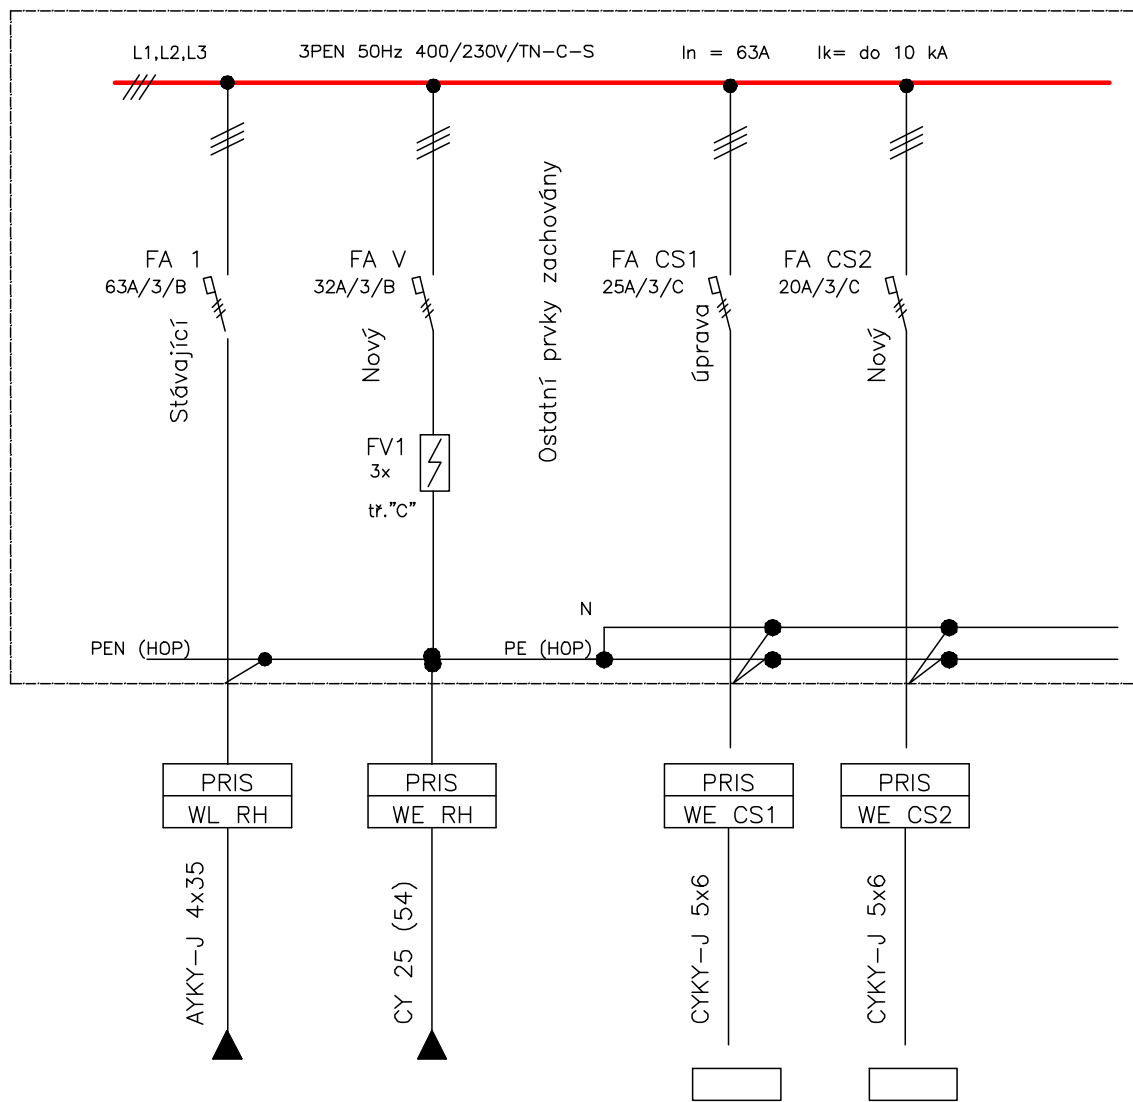 L1,L2,L3
3PEN 50Hz 400/230V/TN-C-S
In = 63A
Ik= do 10 kA
FA 1
63A/3/B
Stávající
FA V
32A/3/B
Nový
FV1
3x
tř."C"
Ostatní prvky zachovány
FA CS1
25A/3/C
úprava
FA CS2
20A/3/C
Nový
N
PEN (HOP)
PE (HOP)
PRIS
WL RH
PRIS
WE RH
PRIS
WE CS1
PRIS
WE CS2
AYKY-J 4x35
CY 25 (54)
CYKY-J 5x6
CYKY-J 5x6